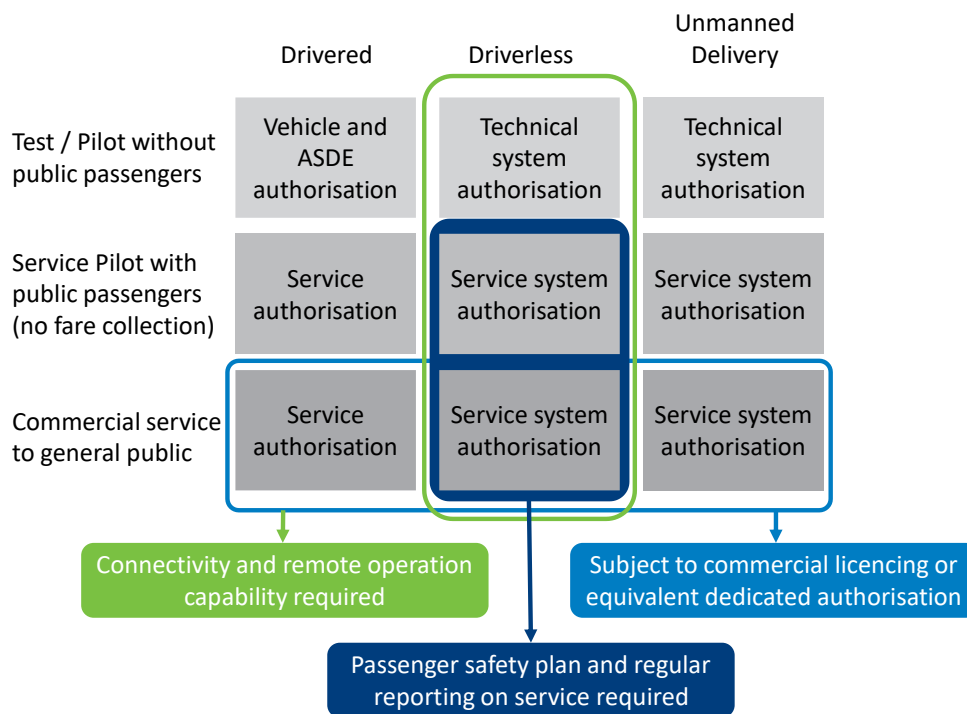 Drivered
Driverless
Unmanned
Delivery
Test / Pilot without
public passengers
Vehicle and
ASDE
authorisation
Technical
system
authorisation
Technical
system
authorisation
Service Pilot with
public passengers
(no fare collection)
Service
authorisation
Service system
authorisation
Service system
authorisation
Commercial service
to general public
Service
authorisation
Service system
authorisation
Service system
authorisation
Connectivity and remote operation
capability required
Subject to commercial licencing or
equivalent dedicated authorisation
Passenger safety plan and regular
reporting on service required